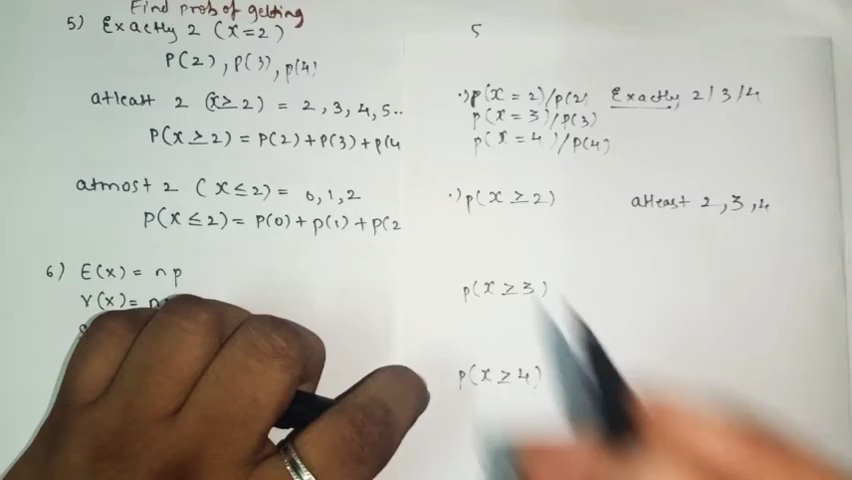 Find prob of getting
5) Exactly 2 (x=2)
P(2), P(3), P(4)
atleast 2 (x≥2) = 2, 3, 4, 5..
P(x≥2) = P(2)+P(3)+P(4
atmost 2 (x≤2) = 0, 1, 2
P(x≤2) = P(0)+P(1)+P(2
6) E(x) = np
V(x) = n
5
•) P(x=2)/P(2) Exactly 2/3/4
P(x=3)/P(3)
P(x=4)/P(4)
•) P(x≥2) atleast 2, 3, 4
P(x≥3)
P(x≥4)